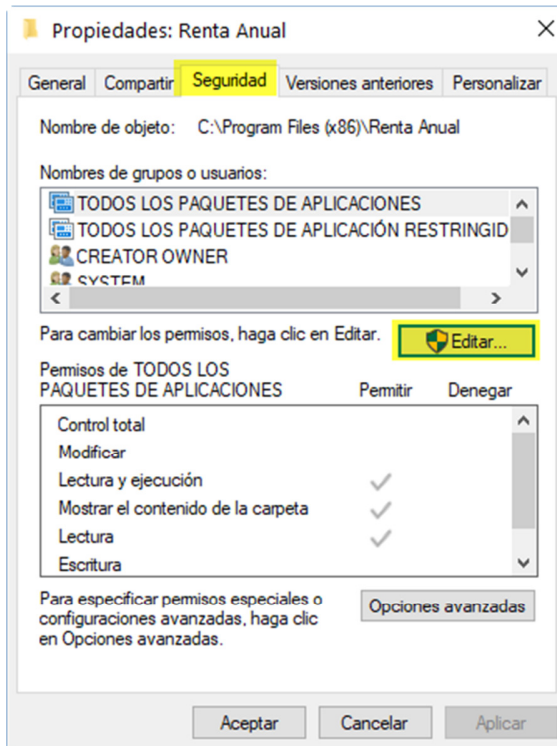 Propiedades: Renta Anual
General Compartir Seguridad Versiones anteriores Personalizar
Nombre de objeto: C:\Program Files (x86)\Renta Anual
Nombres de grupos o usuarios:
TODOS LOS PAQUETES DE APLICACIONES
TODOS LOS PAQUETES DE APLICACIÓN RESTRINGID
CREATOR OWNER
SYSTEM
Para cambiar los permisos, haga clic en Editar. Editar...
Permisos de TODOS LOS
PAQUETES DE APLICACIONES Permitir Denegar
Control total
Modificar
Lectura y ejecución
Mostrar el contenido de la carpeta
Lectura
Escritura
Para especificar permisos especiales o
configuraciones avanzadas, haga clic
en Opciones avanzadas.
Opciones avanzadas
Aceptar Cancelar Aplicar